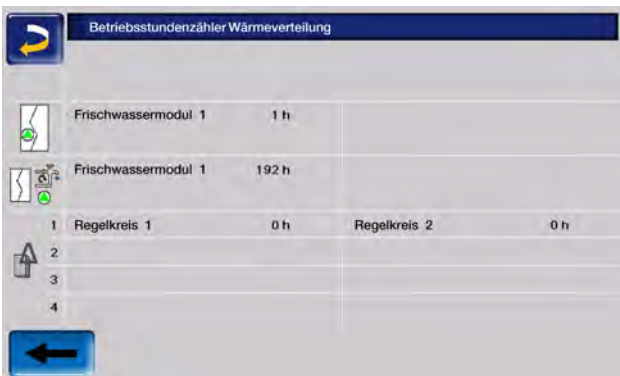 Betriebsstundenzähler Wärmeverteilung
Frischwassermodul 1 1 h
Frischwassermodul 1 192 h
1 Regelkreis 1 0 h Regelkreis 2 0 h
2
3
4